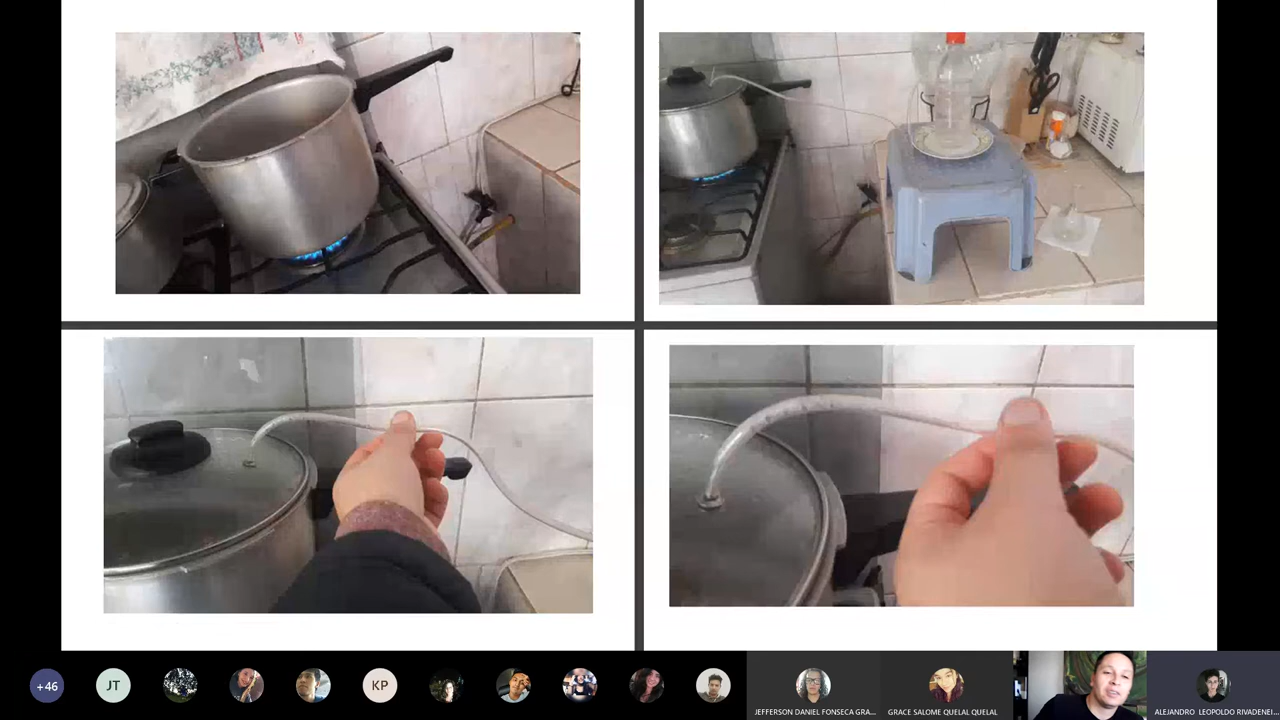 +46
JT
KP
JEFFERSON DANIEL FONSECA GRA...
GRACE SALOME QUELAL QUELAL
ALEJANDRO LEOPOLDO RIVADENEI...